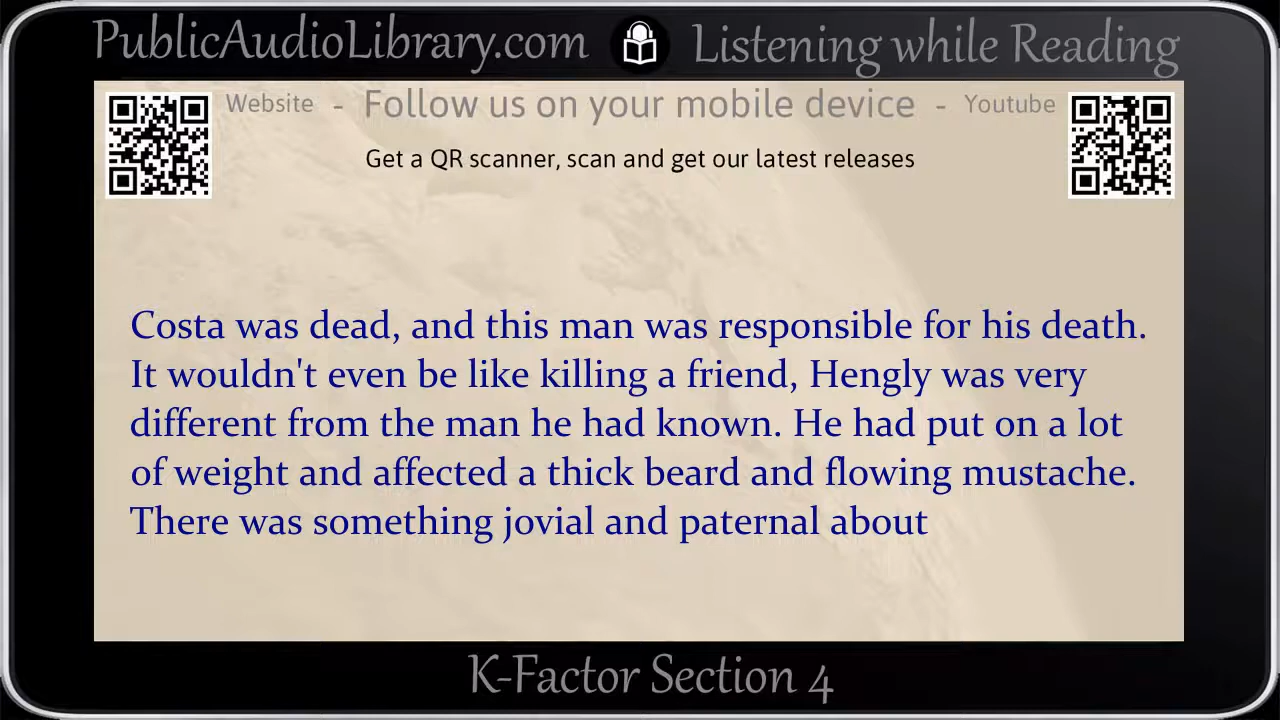 PublicAudioLibrary.com Listening while Reading
Website - Follow us on your mobile device - Youtube
Get a QR scanner, scan and get our latest releases
Costa was dead, and this man was responsible for his death.
It wouldn't even be like killing a friend, Hengly was very
different from the man he had known. He had put on a lot
of weight and affected a thick beard and flowing mustache.
There was something jovial and paternal about
K-Factor Section 4